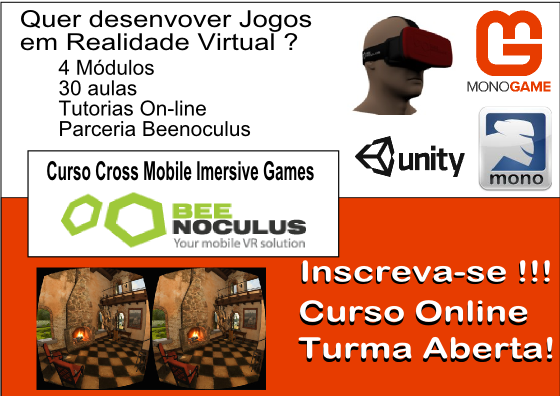 Quer desenvover Jogos
em Realidade Virtual ?
4 Módulos
30 aulas
Tutorias On-line
Parceria Beenoculus
MONOGAME
unity
mono
Curso Cross Mobile Imersive Games
BEE
NOCULUS
Your mobile VR solution
Inscreva-se !!!
Curso Online
Turma Aberta!